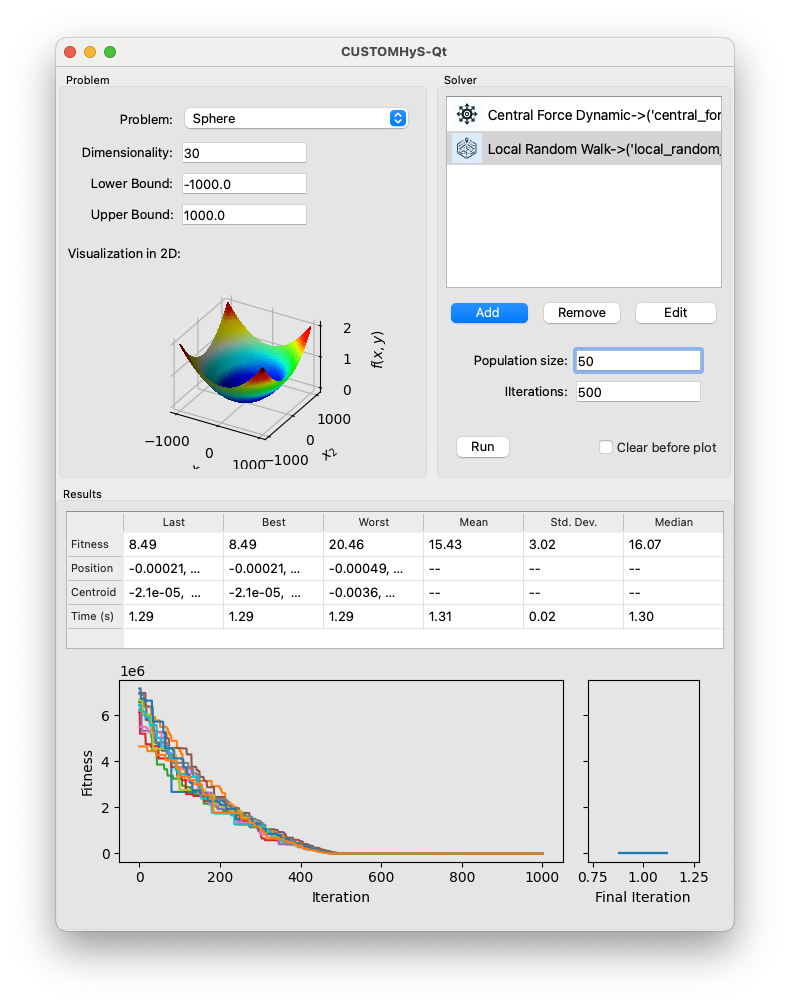 CUSTOMHyS-Qt
Problem
Problem: Sphere
Dimensionality: 30
Lower Bound: -1000.0
Upper Bound: 1000.0
Visualization in 2D:
2
1
0
f(x, y)
1000
0
−1000
x2
−1000
0
1000
Solver
Central Force Dynamic->('central_for
Local Random Walk->('local_random_
Add Remove Edit
Population size: 50
IIterations: 500
Run Clear before plot
Results
Last Best Worst Mean Std. Dev. Median
Fitness 8.49 8.49 20.46 15.43 3.02 16.07
Position -0.00021, ... -0.00021, ... -0.00049, ... -- -- --
Centroid -2.1e-05, ... -2.1e-05, ... -0.0036, ... -- -- --
Time (s) 1.29 1.29 1.29 1.31 0.02 1.30
1e6
6
4
2
0
Fitness
0 200 400 600 800 1000
Iteration
0.75 1.00 1.25
Final Iteration